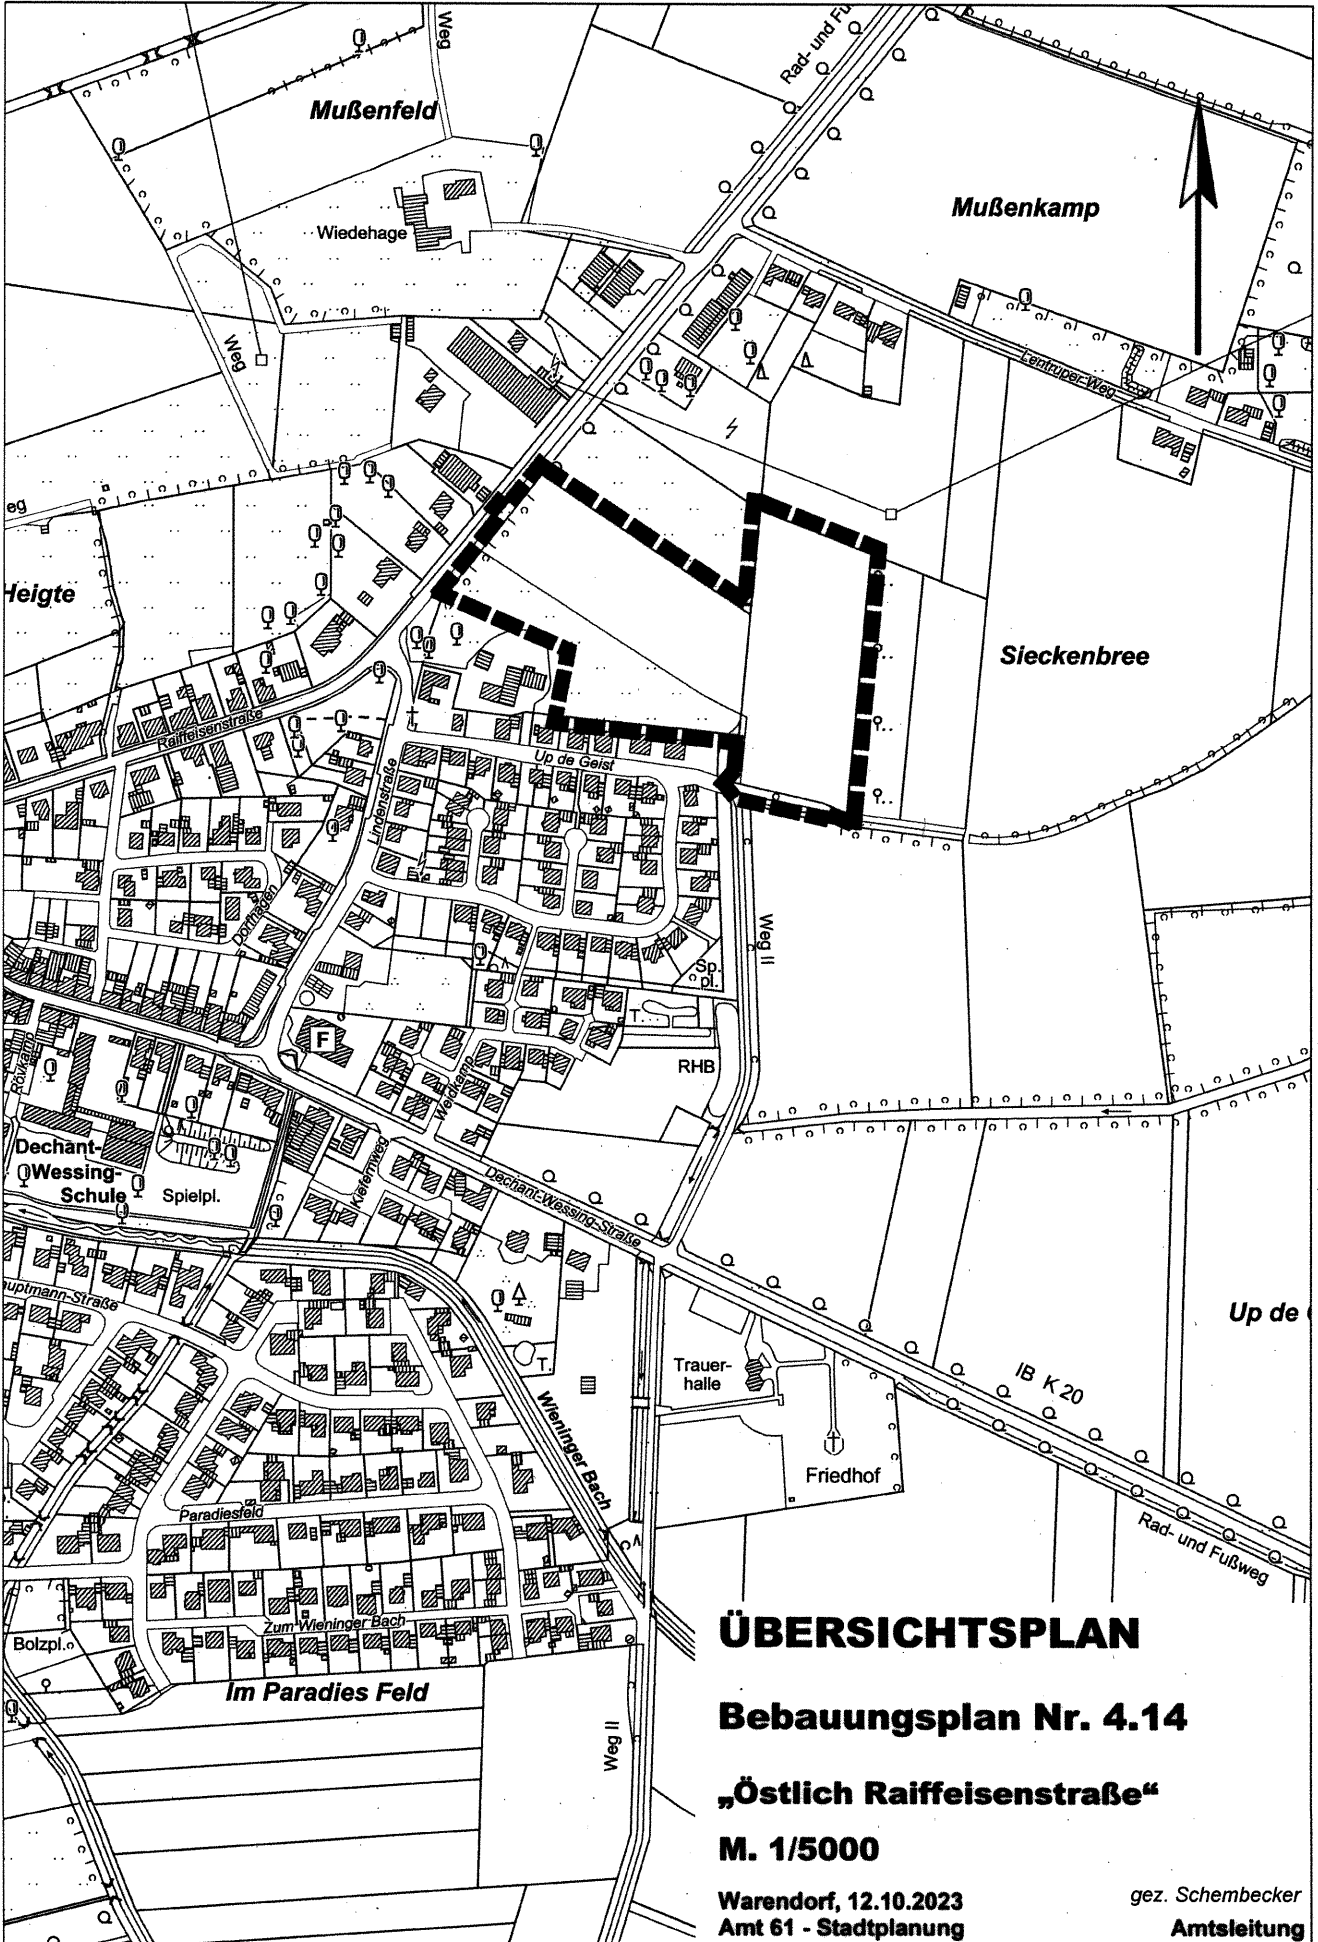 Weg
Rad- und Fu
Mußenfeld
Mußenkamp
Wiedehage
Weg
Lentruper-Weg
eg
Heigte
Sieckenbree
Raiffeisenstraße
Up de Geist
Lindenstraße
Dorfhagen
Weg II
Sp.
pl.
T.
F
RHB
Rövkamp
Weidkamp
Dechant-
Wessing-
Schule
Spielpl.
Kiefernweg
Dechant-Wessing-Straße
auptmann-Straße
Up de
T.
Trauer-
halle
IB K 20
Wieninger Bach
Friedhof
Paradiesfeld
Rad- und Fußweg
Zum Wieninger Bach
Bolzpl.
Im Paradies Feld
Weg II
ÜBERSICHTSPLAN
Bebauungsplan Nr. 4.14
„Östlich Raiffeisenstraße“
M. 1/5000
Warendorf, 12.10.2023
Amt 61 - Stadtplanung
gez. Schembecker
Amtsleitung